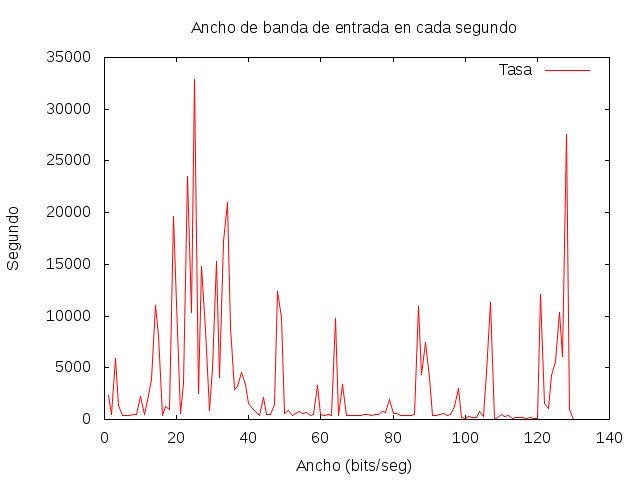 Ancho de banda de entrada en cada segundo
Tasa
35000
30000
25000
20000
15000
10000
5000
0
Segundo
0 20 40 60 80 100 120 140
Ancho (bits/seg)